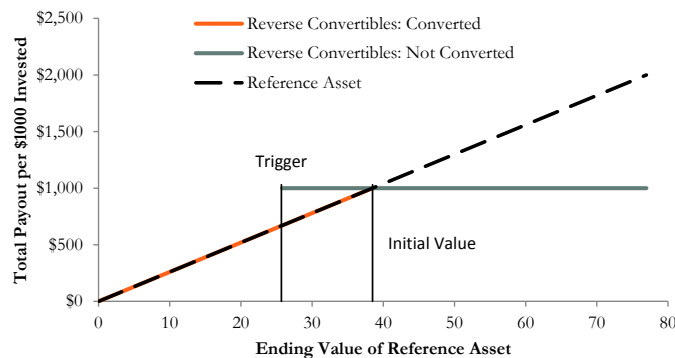 $2,500
Reverse Convertibles: Converted
Reverse Convertibles: Not Converted
$2,000
Reference Asset
$1,500
Trigger
$1,000
$500
Initial Value
$0
0 10 20 30 40 50 60 70 80
Total Payout per $1000 Invested
Ending Value of Reference Asset